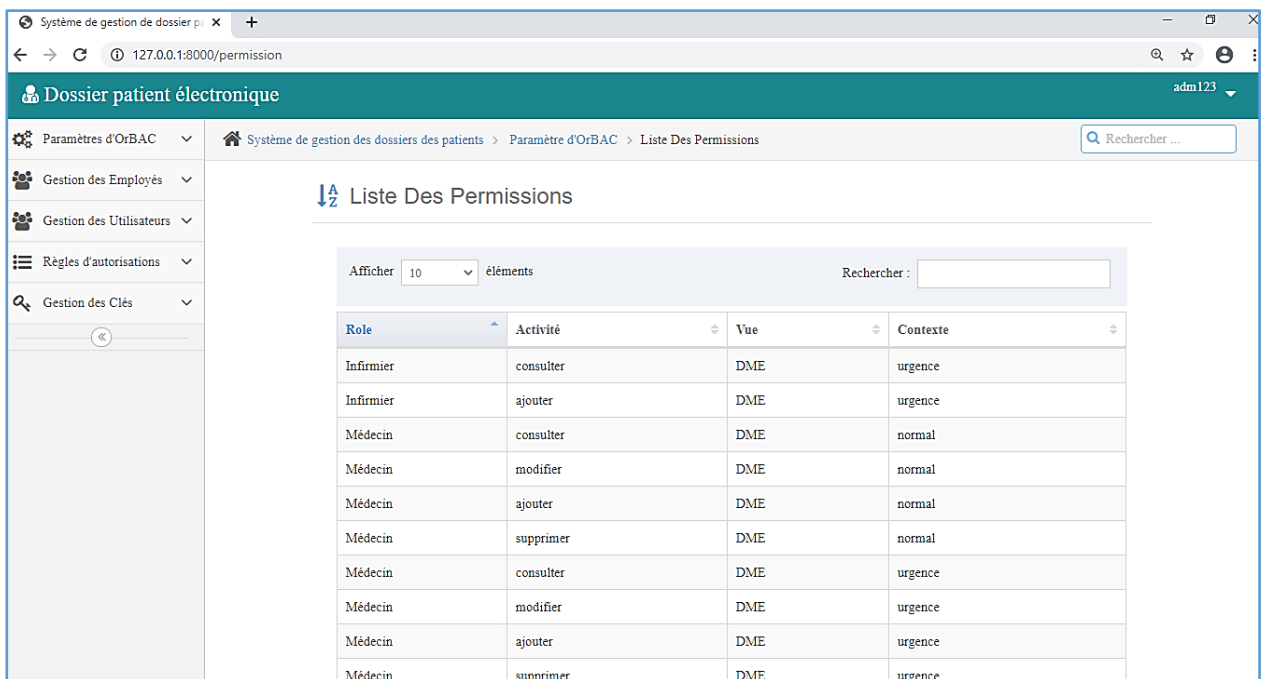 Système de gestion de dossier pa
127.0.0.1:8000/permission
Dossier patient électronique
adm123
Paramètres d'OrBAC
Gestion des Employés
Gestion des Utilisateurs
Règles d'autorisations
Gestion des Clés
Système de gestion des dossiers des patients > Paramètre d'OrBAC > Liste Des Permissions
Rechercher ...
Liste Des Permissions
Afficher 10 éléments Rechercher :
Role Activité Vue Contexte
Infirmier consulter DME urgence
Infirmier ajouter DME urgence
Médecin consulter DME normal
Médecin modifier DME normal
Médecin ajouter DME normal
Médecin supprimer DME normal
Médecin consulter DME urgence
Médecin modifier DME urgence
Médecin ajouter DME urgence
Médecin supprimer DME urgence